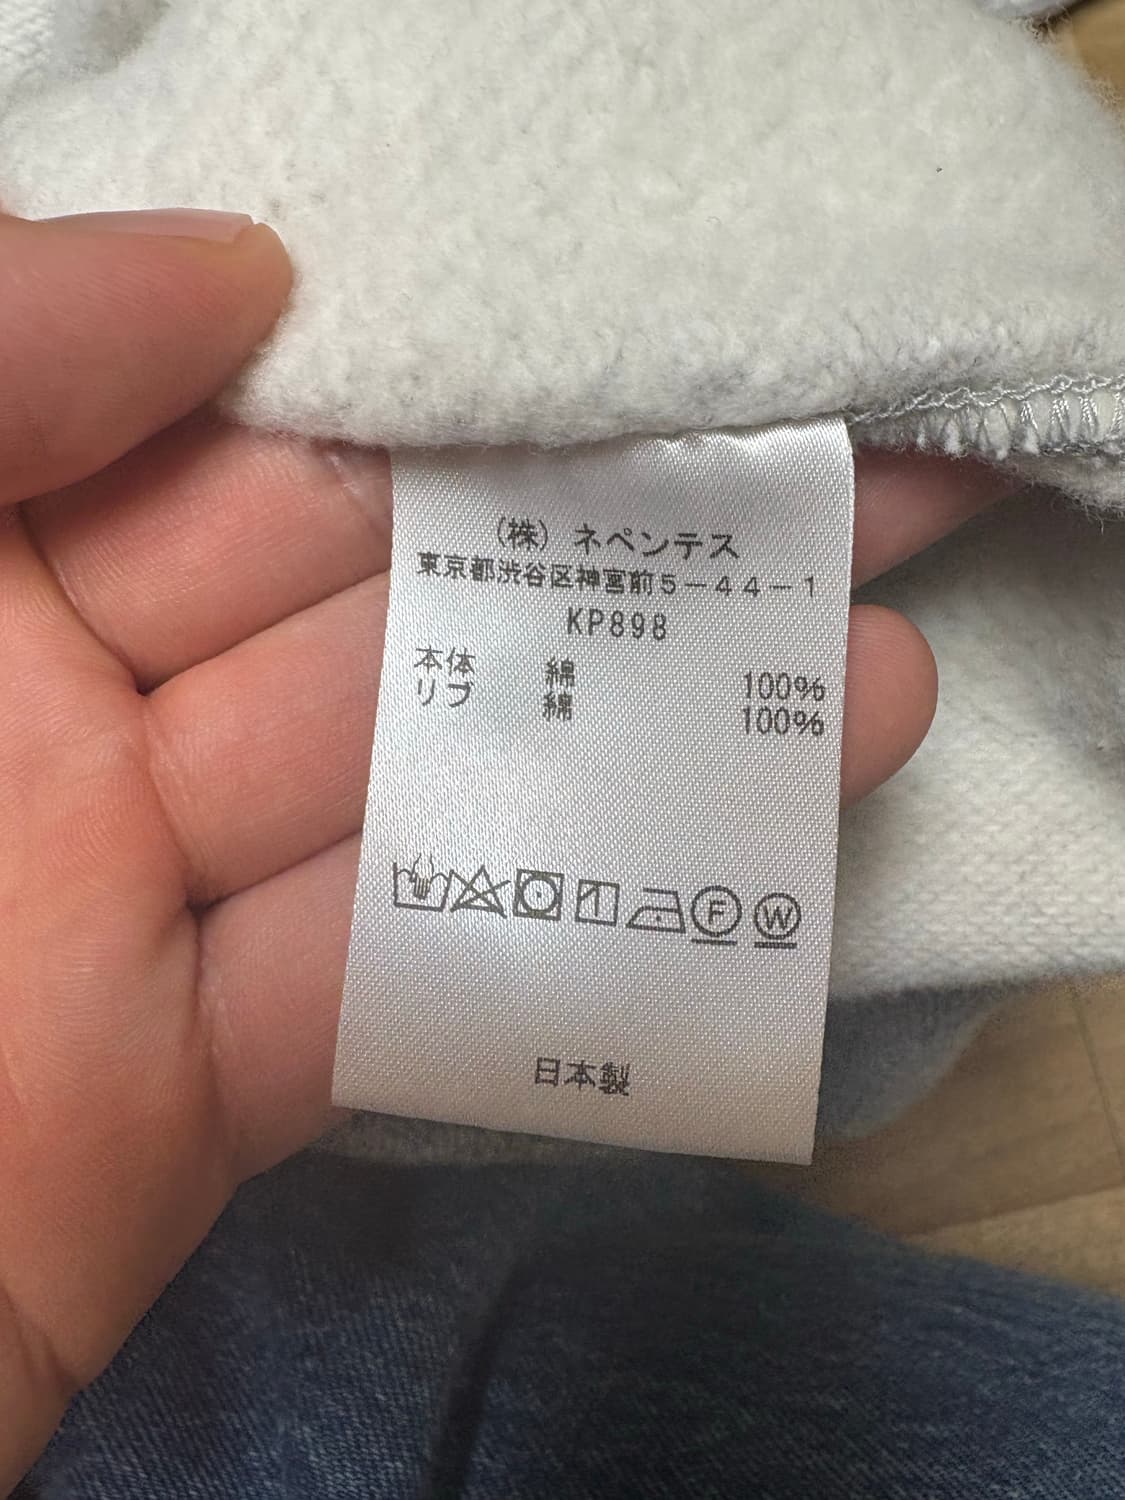 (株) ネペンテス
東京都渋谷区神宮前5-44-1
KP898
本体 綿 100%
リブ 綿 100%
F W
日本製